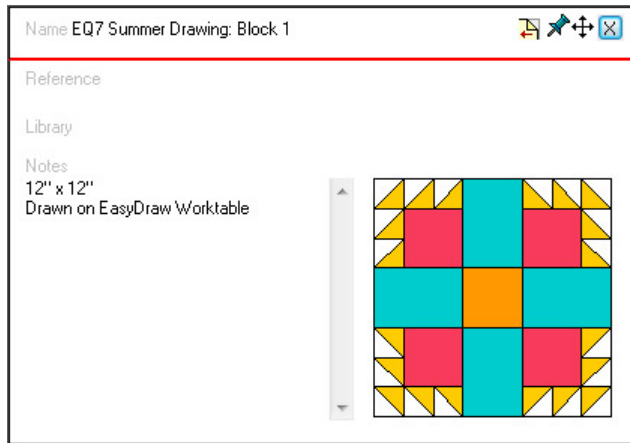 Name EQ7 Summer Drawing: Block 1
Reference
Library
Notes
12" x 12"
Drawn on EasyDraw Worktable